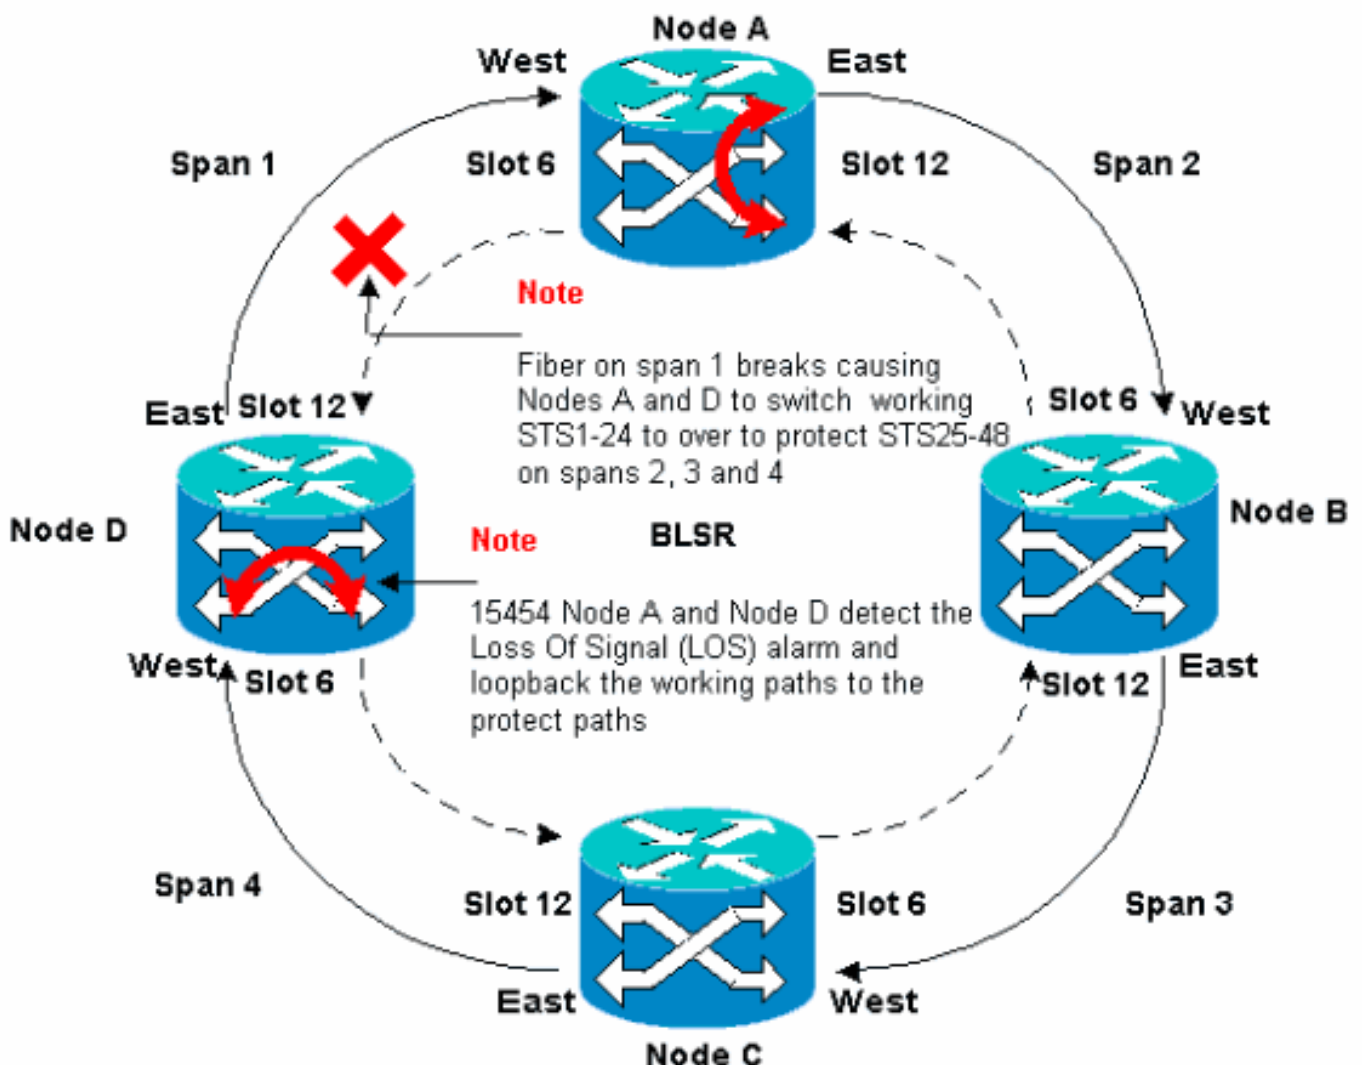 Node A
West
East
Span 1
Slot 6
Slot 12
Span 2
Note
Fiber on span 1 breaks causing
Nodes A and D to switch working
STS1-24 to over to protect STS25-48
on spans 2, 3 and 4
East
Slot 12
Slot 6
West
Node D
Note
BLSR
Node B
15454 Node A and Node D detect the
Loss Of Signal (LOS) alarm and
loopback the working paths to the
protect paths
West
Slot 6
East
Slot 12
Span 4
Slot 12
Slot 6
Span 3
East
West
Node C